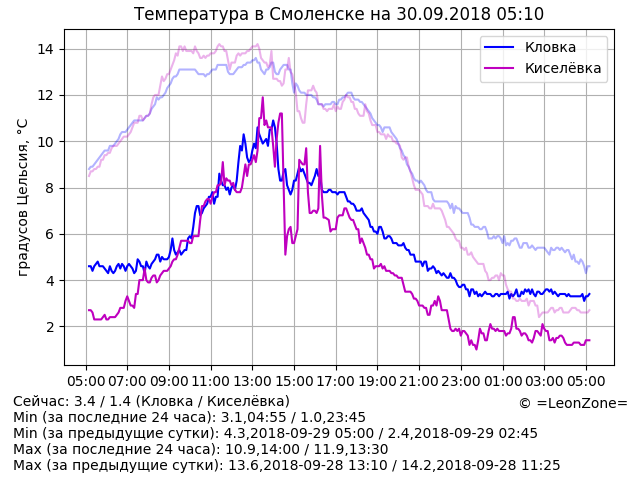 Температура в Смоленске на 30.09.2018 05:10
Кловка
Киселёвка
градусов Цельсия, °C
14
12
10
8
6
4
2
05:00 07:00 09:00 11:00 13:00 15:00 17:00 19:00 21:00 23:00 01:00 03:00 05:00
Сейчас: 3.4 / 1.4 (Кловка / Киселёвка)
© =LeonZone=
Min (за последние 24 часа): 3.1,04:55 / 1.0,23:45
Min (за предыдущие сутки): 4.3,2018-09-29 05:00 / 2.4,2018-09-29 02:45
Max (за последние 24 часа): 10.9,14:00 / 11.9,13:30
Max (за предыдущие сутки): 13.6,2018-09-28 13:10 / 14.2,2018-09-28 11:25